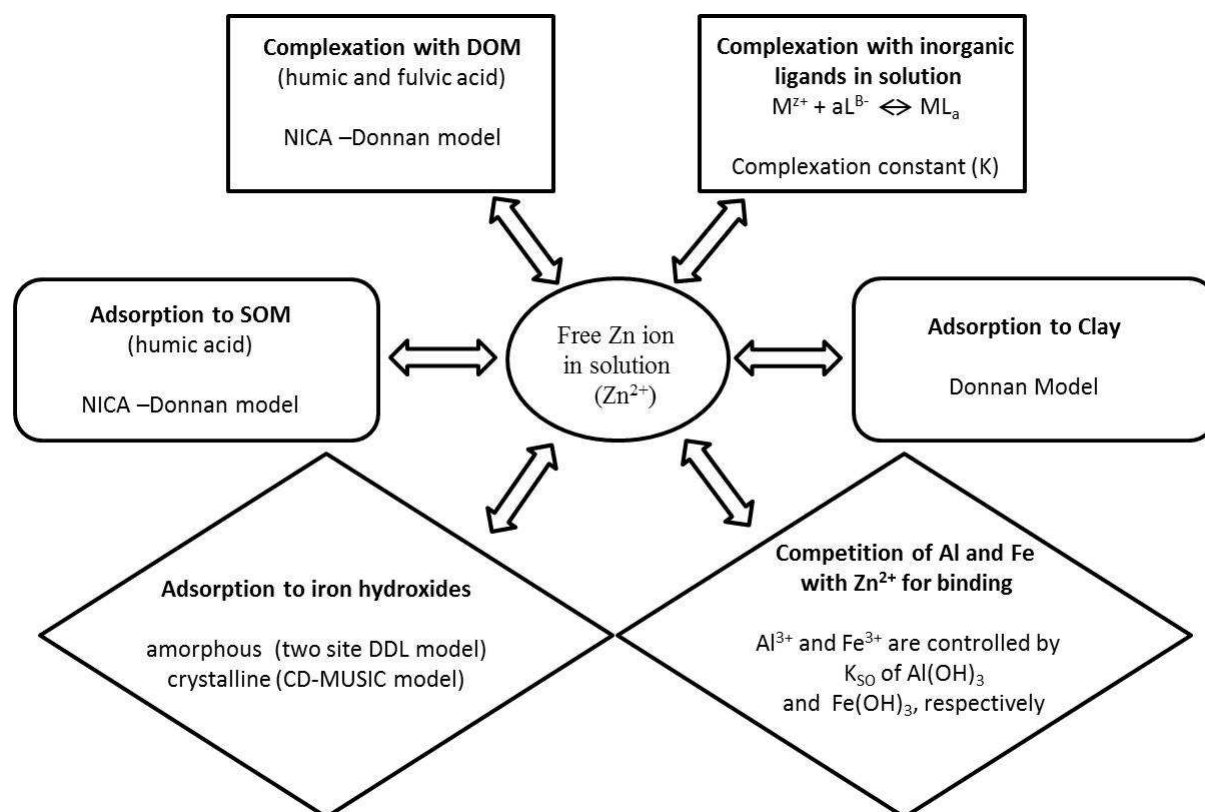 Complexation with DOM
(humic and fulvic acid)
NICA –Donnan model
Complexation with inorganic
ligands in solution
Mᶻ⁺ + aLᴮ⁻ <=> MLₐ
Complexation constant (K)
Adsorption to SOM
(humic acid)
NICA –Donnan model
Free Zn ion
in solution
(Zn²⁺)
Adsorption to Clay
Donnan Model
Adsorption to iron hydroxides
amorphous (two site DDL model)
crystalline (CD-MUSIC model)
Competition of Al and Fe
with Zn²⁺ for binding
Al³⁺ and Fe³⁺ are controlled by
K_SO of Al(OH)₃
and Fe(OH)₃, respectively